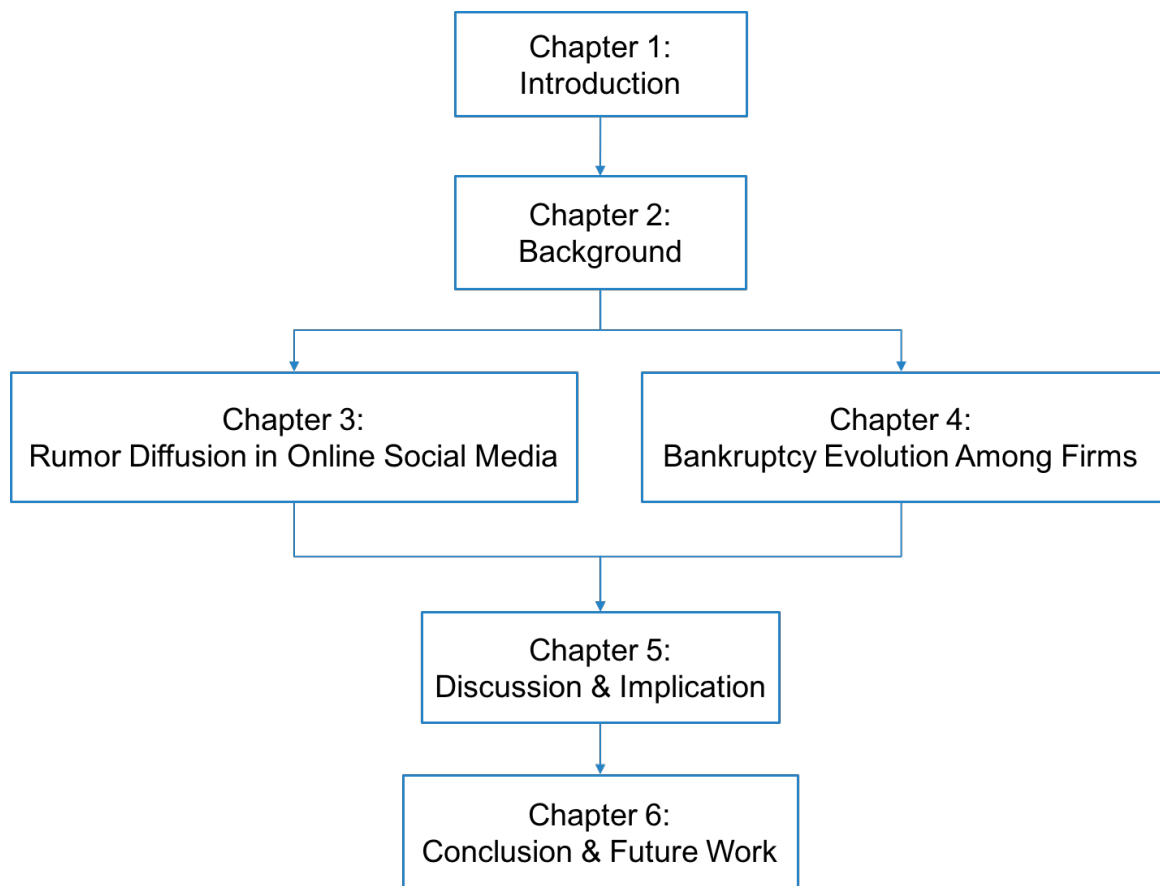 Chapter 1:
Introduction
Chapter 2:
Background
Chapter 3:
Rumor Diffusion in Online Social Media
Chapter 4:
Bankruptcy Evolution Among Firms
Chapter 5:
Discussion & Implication
Chapter 6:
Conclusion & Future Work